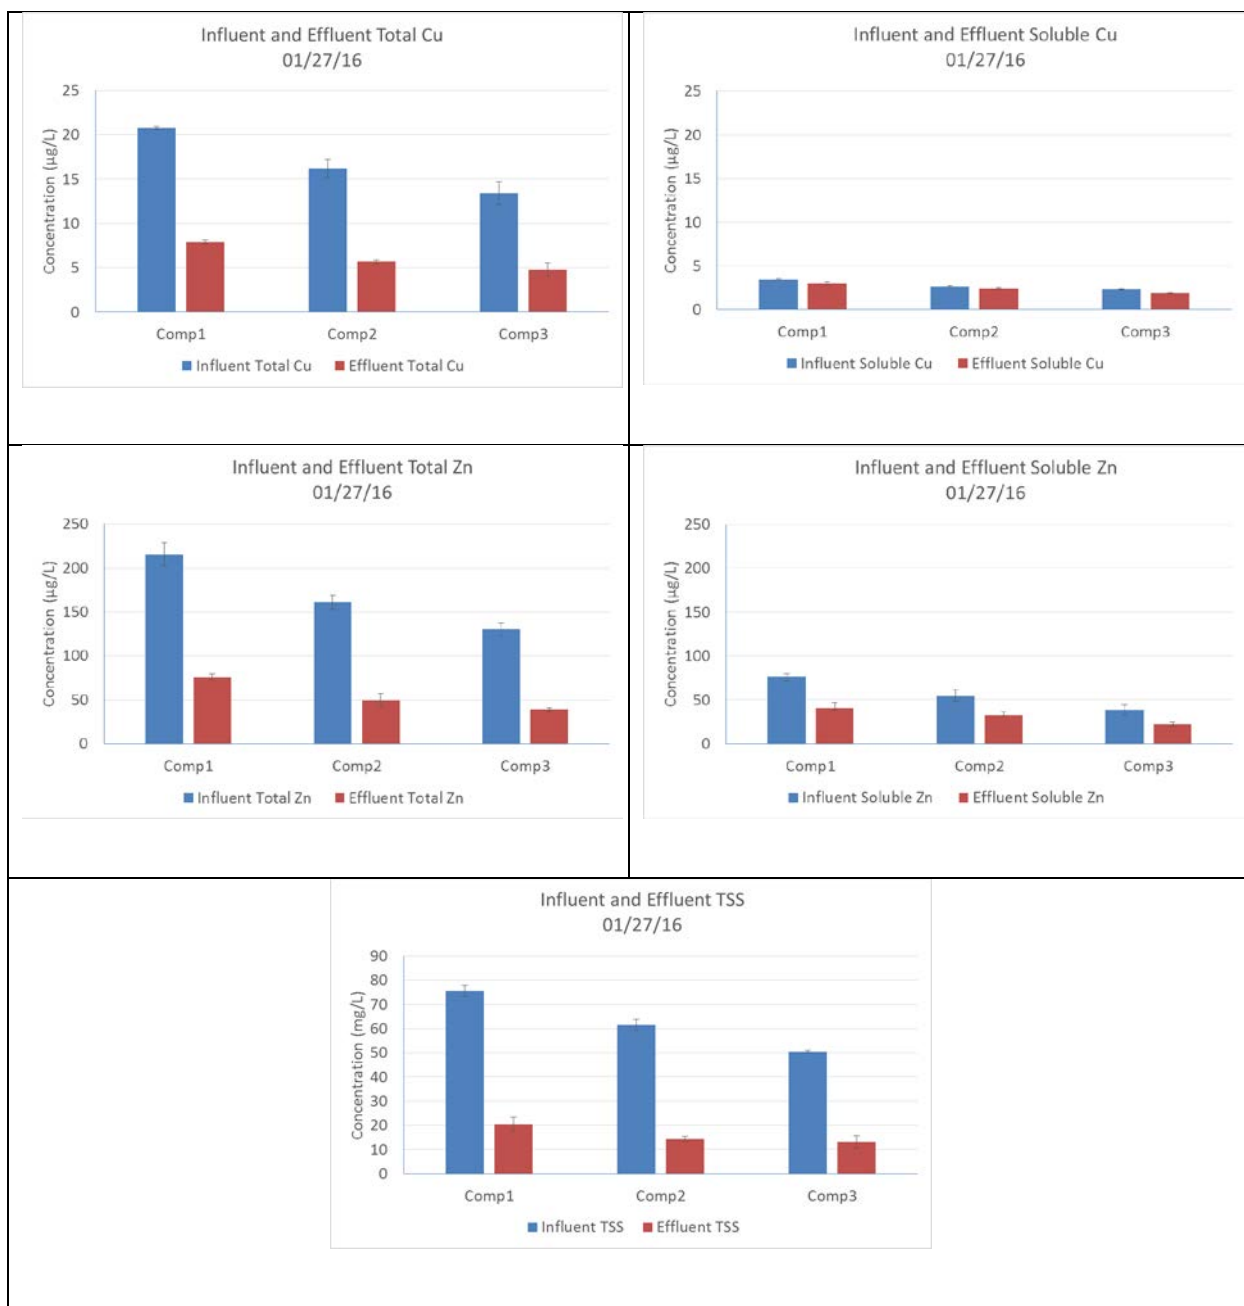 Influent and Effluent Total Cu
01/27/16
25
20
15
10
5
0
Concentration (µg/L)
Comp1 Comp2 Comp3
Influent Total Cu Effluent Total Cu
Influent and Effluent Soluble Cu
01/27/16
25
20
15
10
5
0
Concentration (µg/L)
Comp1 Comp2 Comp3
Influent Soluble Cu Effluent Soluble Cu
Influent and Effluent Total Zn
01/27/16
250
200
150
100
50
0
Concentration (µg/L)
Comp1 Comp2 Comp3
Influent Total Zn Effluent Total Zn
Influent and Effluent Soluble Zn
01/27/16
250
200
150
100
50
0
Concentration (µg/L)
Comp1 Comp2 Comp3
Influent Soluble Zn Effluent Soluble Zn
Influent and Effluent TSS
01/27/16
90
80
70
60
50
40
30
20
10
0
Concentration (mg/L)
Comp1 Comp2 Comp3
Influent TSS Effluent TSS